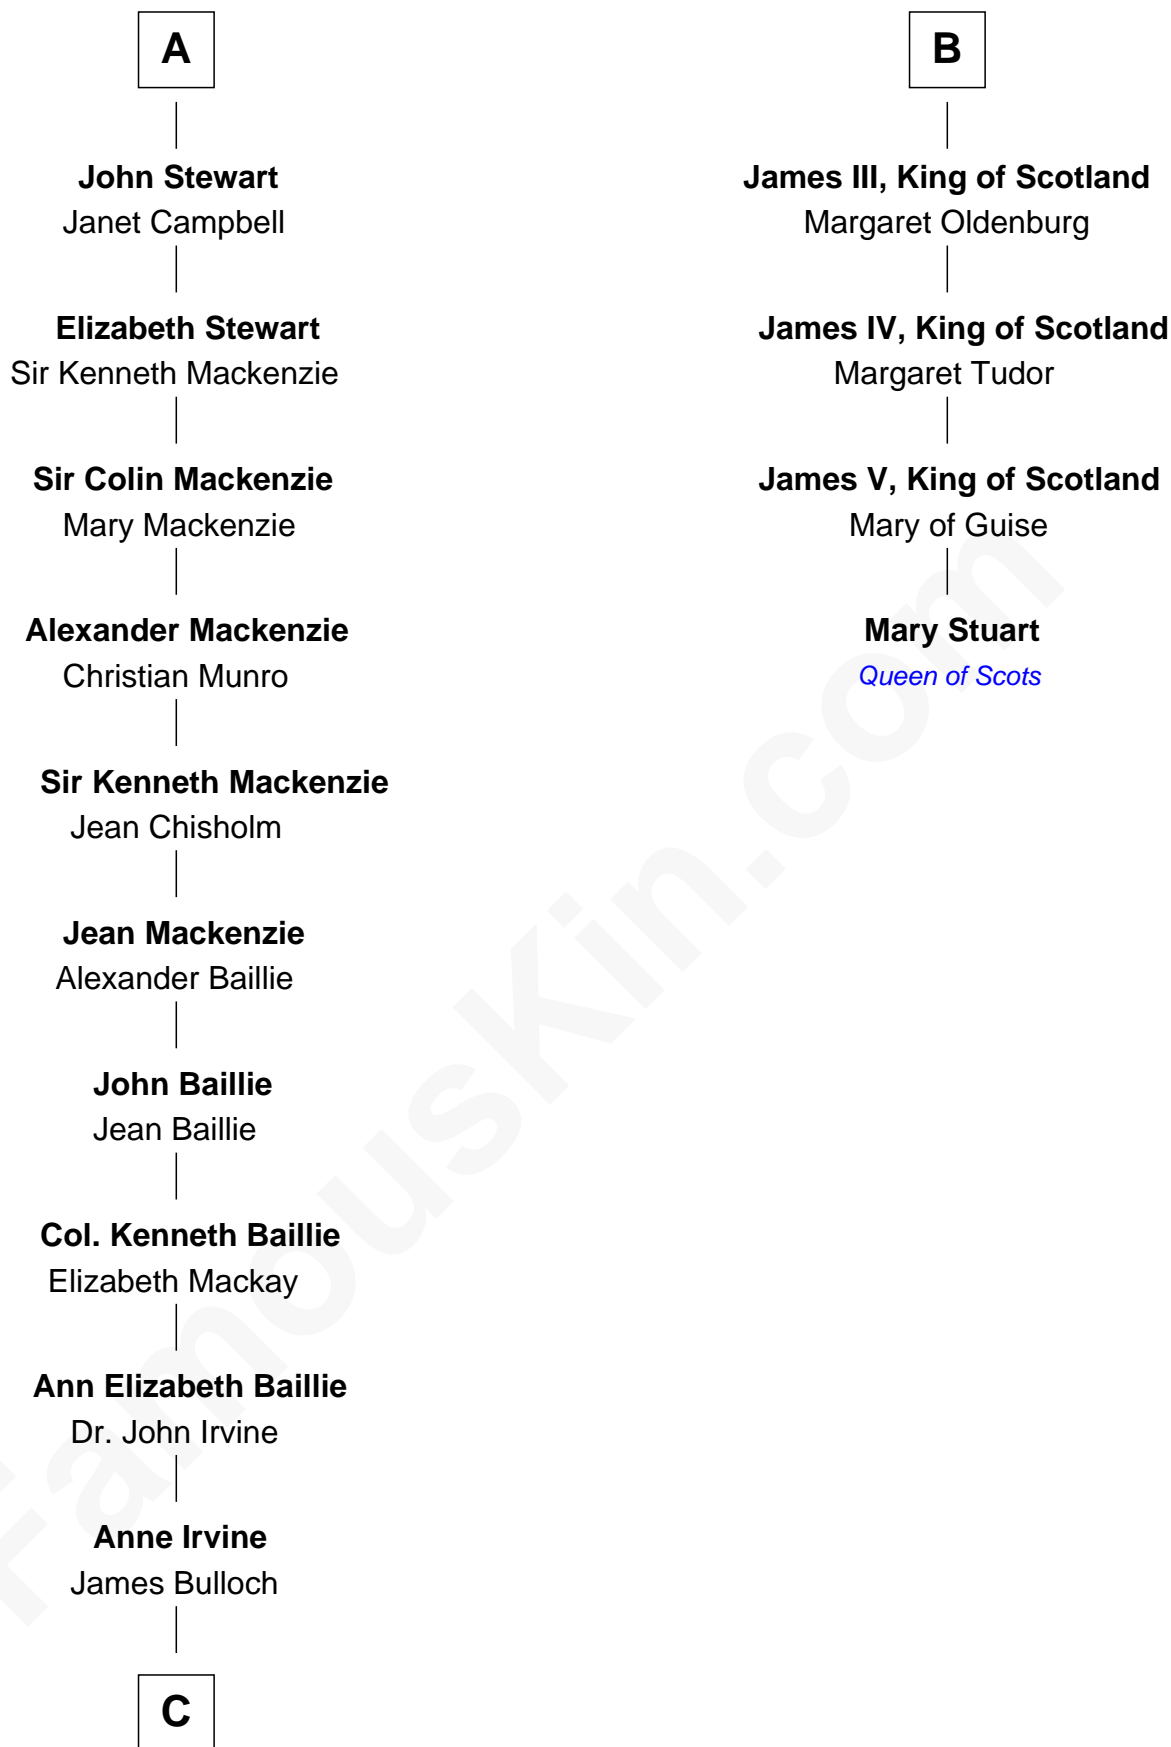 A
John Stewart
Janet Campbell
Elizabeth Stewart
Sir Kenneth Mackenzie
Sir Colin Mackenzie
Mary Mackenzie
Alexander Mackenzie
Christian Munro
Sir Kenneth Mackenzie
Jean Chisholm
Jean Mackenzie
Alexander Baillie
John Baillie
Jean Baillie
Col. Kenneth Baillie
Elizabeth Mackay
Ann Elizabeth Baillie
Dr. John Irvine
Anne Irvine
James Bulloch
C
B
James III, King of Scotland
Margaret Oldenburg
James IV, King of Scotland
Margaret Tudor
James V, King of Scotland
Mary of Guise
Mary Stuart
Queen of Scots
FamousKin.com